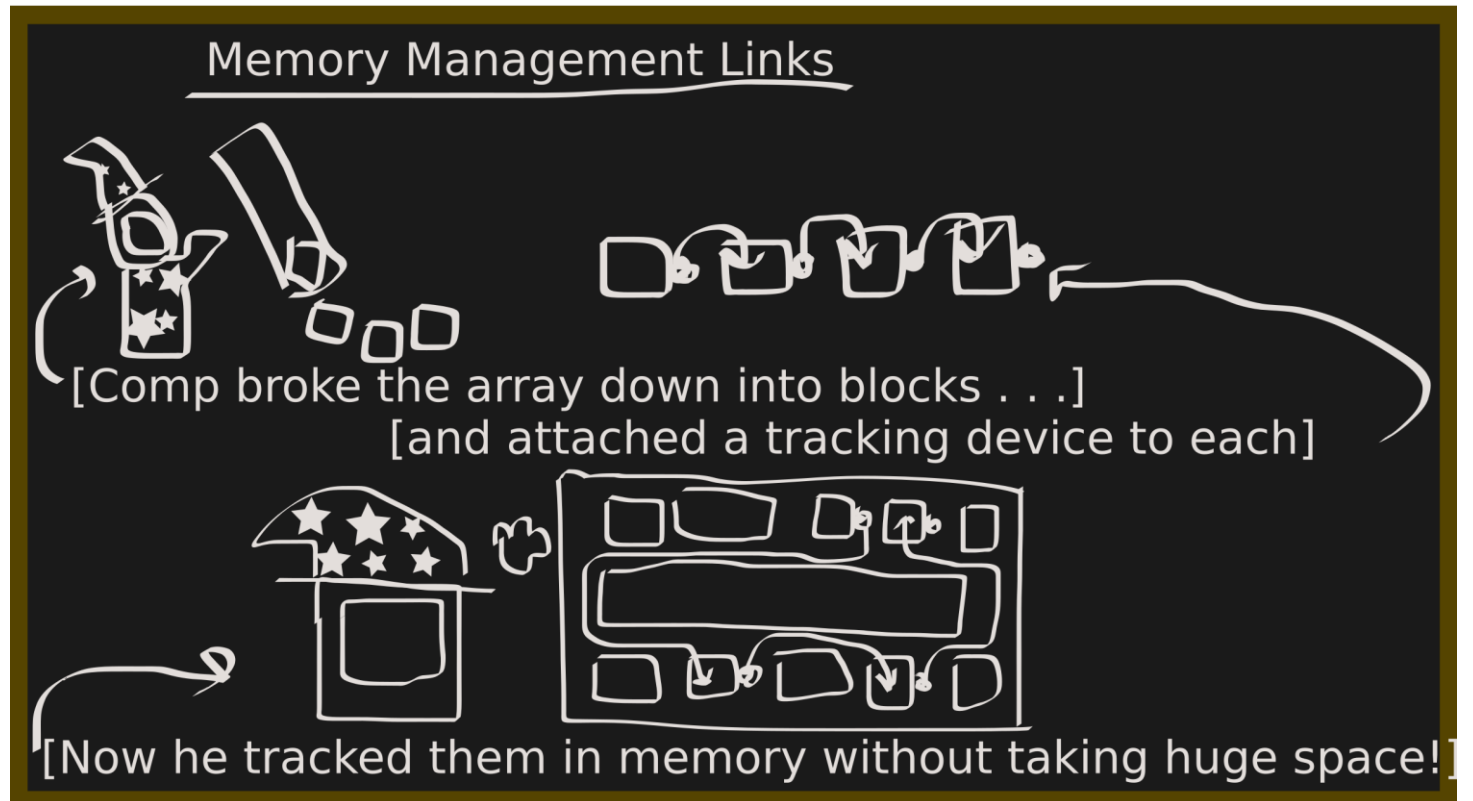 Memory Management Links
[Comp broke the array down into blocks . . .]
[and attached a tracking device to each]
[Now he tracked them in memory without taking huge space!]